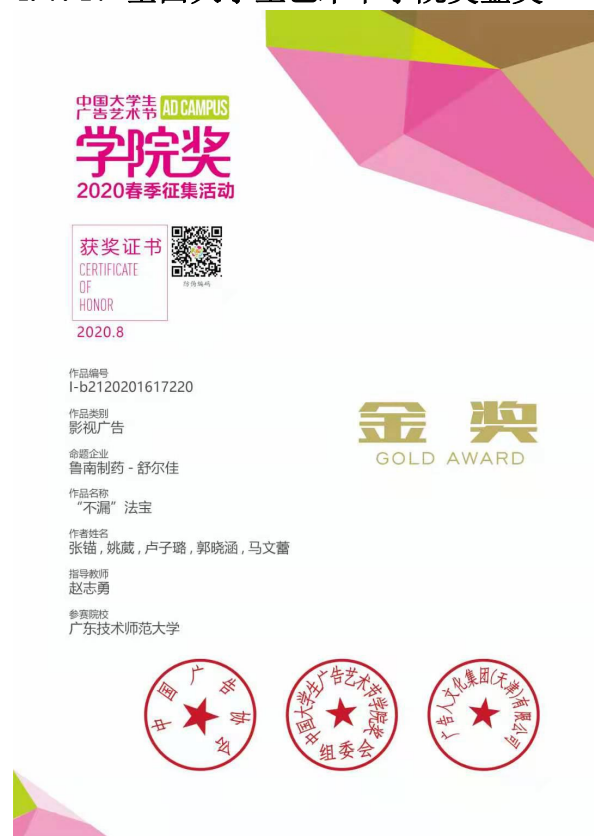 中国大学生
广告艺术节 AD CAMPUS
学院奖
2020春季征集活动
获奖证书
CERTIFICATE
OF
HONOR
防伪编码
2020.8
作品编号
I-b2120201617220
作品类别
影视广告
命题企业
鲁南制药 - 舒尔佳
作品名称
“不漏”法宝
作者姓名
张锚 , 姚葳 , 卢子璐 , 郭晓涵 , 马文蕾
指导教师
赵志勇
参赛院校
广东技术师范大学
金 奖
GOLD AWARD
中国广告协会
中国大学生广告艺术节学院奖
组委会
广告人文化集团(天津)有限公司